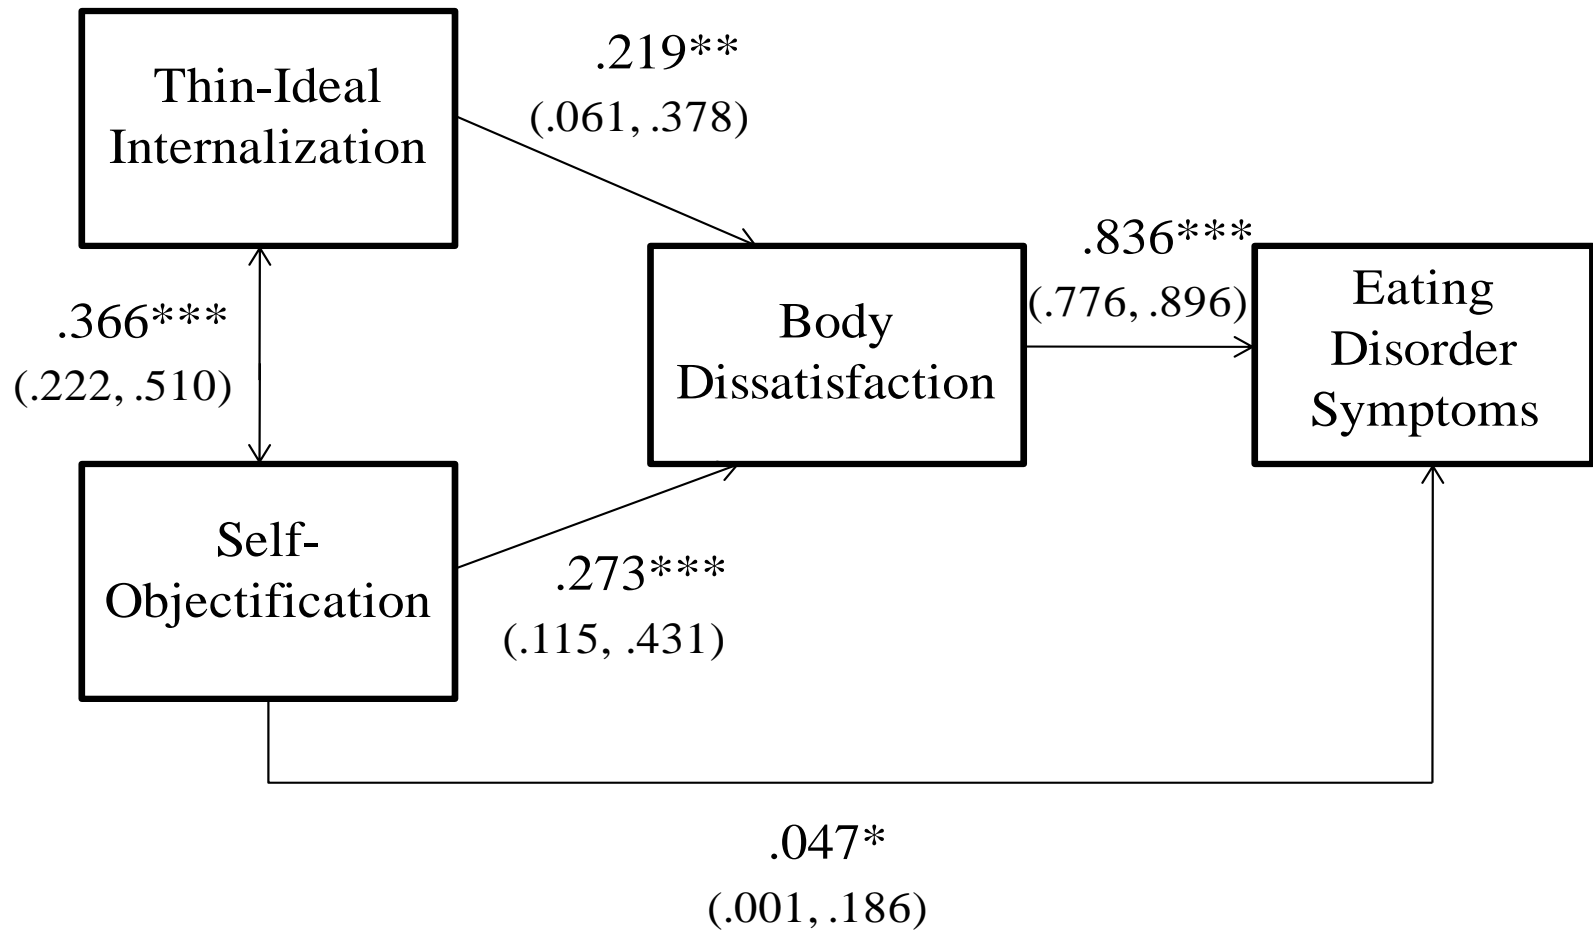 Thin-Ideal
Internalization
.219**
(.061, .378)
.366***
(.222, .510)
Body
Dissatisfaction
.836***
(.776, .896)
Eating
Disorder
Symptoms
Self-
Objectification
.273***
(.115, .431)
.047*
(.001, .186)